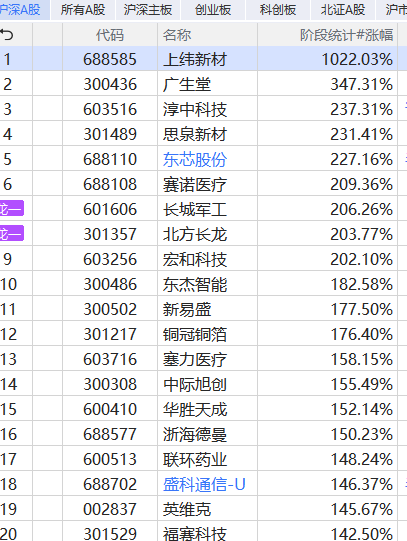 沪深A股 所有A股 沪深主板 创业板 科创板 北证A股 沪市
代码 名称 阶段统计#涨幅
1 688585 上纬新材 1022.03%
2 300436 广生堂 347.31%
3 603516 淳中科技 237.31%
4 301489 思泉新材 231.41%
5 688110 东芯股份 227.16%
6 688108 赛诺医疗 209.36%
花一 601606 长城军工 206.26%
花一 301357 北方长龙 203.77%
9 603256 宏和科技 202.10%
10 300486 东杰智能 182.58%
11 300502 新易盛 177.50%
12 301217 铜冠铜箔 176.40%
13 603716 塞力医疗 158.15%
14 300308 中际旭创 155.49%
15 600410 华胜天成 152.14%
16 688577 浙海德曼 150.23%
17 600513 联环药业 148.24%
18 688702 盛科通信-U 146.37%
19 002837 英维克 145.67%
20 301529 福赛科技 142.50%